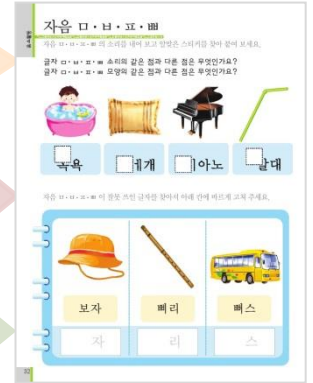 자음 ㅁ·ㅂ·ㅍ·ㅃ
자음 ㅁ·ㅂ·ㅍ·ㅃ 의 소리를 내어 보고 알맞은 스티커를 찾아 붙여 보세요.
글자 ㅁ·ㅂ·ㅍ·ㅃ 소리의 같은 점과 다른 점은 무엇인가요?
글자 ㅁ·ㅂ·ㅍ·ㅃ 모양의 같은 점과 다른 점은 무엇인가요?
욕 개 아노 대
자음 ㅁ·ㅂ·ㅍ·ㅃ 이 잘못 쓰인 글자를 찾아서 아래 칸에 바르게 고쳐 주세요.
보자 삐리 뻐스
자 리 스
32